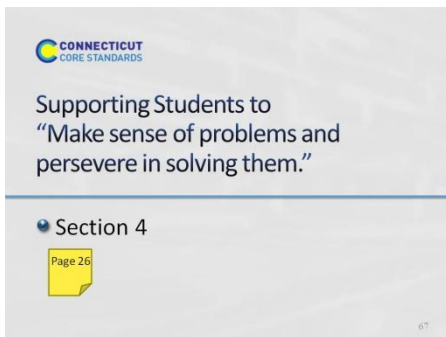 CONNECTICUT
CORE STANDARDS
Supporting Students to
“Make sense of problems and
persevere in solving them.”
Section 4
Page 26
67